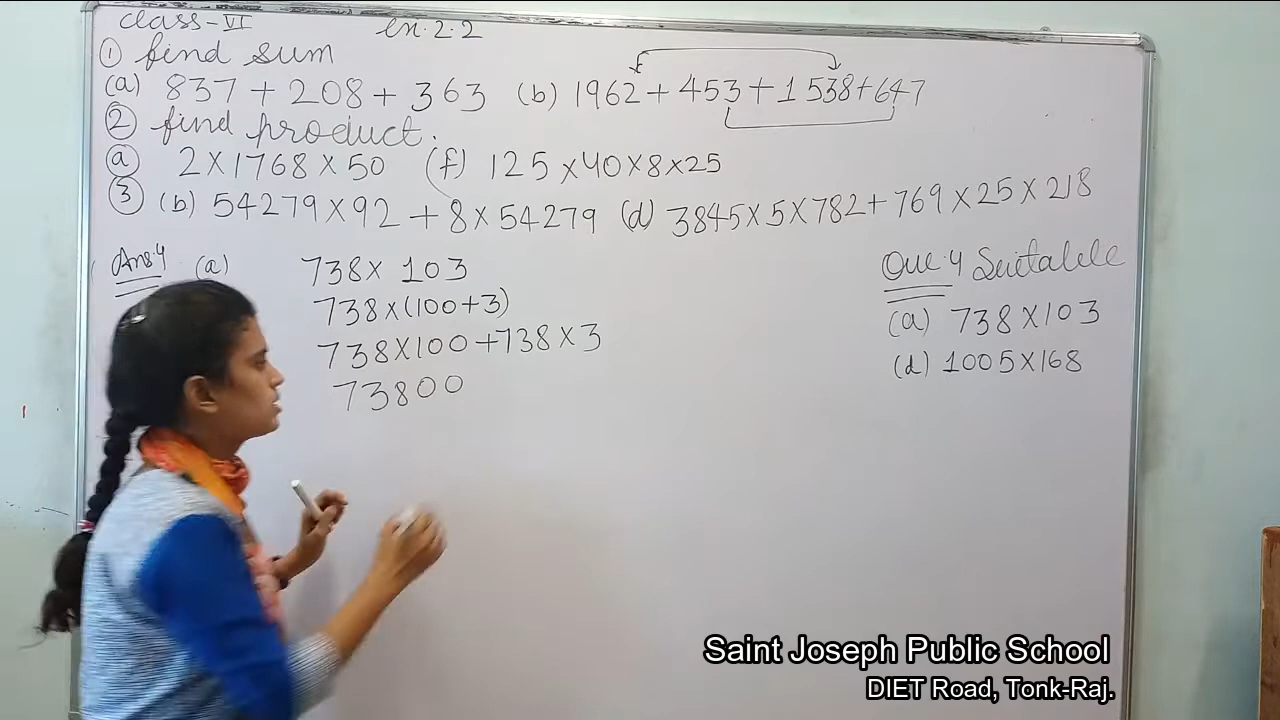 class-VI ex.2.2
① find sum
(a) 837 + 208 + 363 (b) 1962 + 453 + 1538 + 647
② find product.
ⓐ 2 × 1768 × 50 (f) 125 × 40 × 8 × 25
③ (b) 54279 × 92 + 8 × 54279 (d) 3845 × 5 × 782 + 769 × 25 × 218
Ans.4 (a) 738 × 103
738 × (100 + 3)
738 × 100 + 738 × 3
73800
Que.4 Suitable
(a) 738 × 103
(d) 1005 × 168
Saint Joseph Public School
DIET Road, Tonk-Raj.